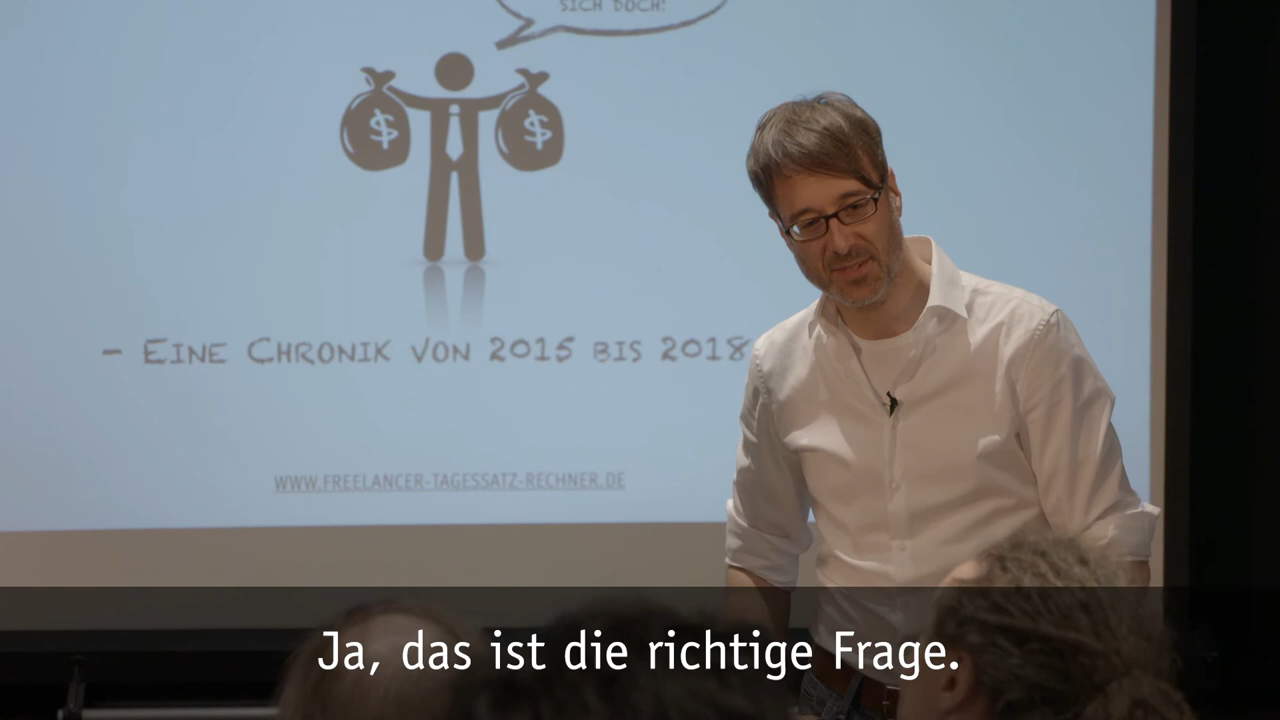 SICH DOCH!
$ $
– EINE CHRONIK VON 2015 BIS 2018
WWW.FREELANCER-TAGESSATZ-RECHNER.DE
Ja, das ist die richtige Frage.